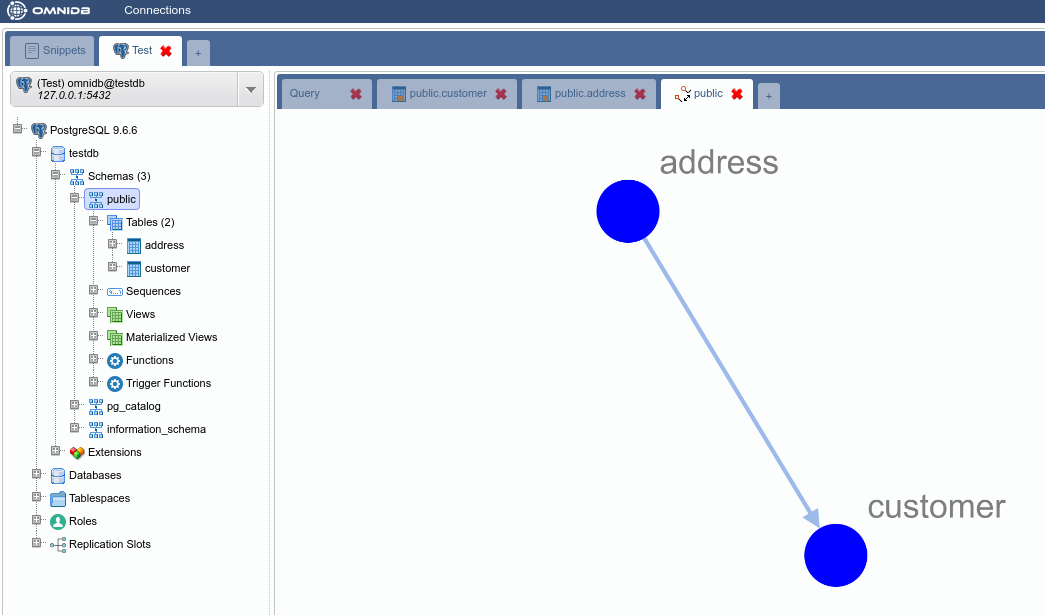 OMNIDB Connections
Snippets Test +
(Test) omnidb@testdb
127.0.0.1:5432
Query public.customer public.address public +
PostgreSQL 9.6.6
testdb
Schemas (3)
public
Tables (2)
address
customer
Sequences
Views
Materialized Views
Functions
Trigger Functions
pg_catalog
information_schema
Extensions
Databases
Tablespaces
Roles
Replication Slots
address
customer